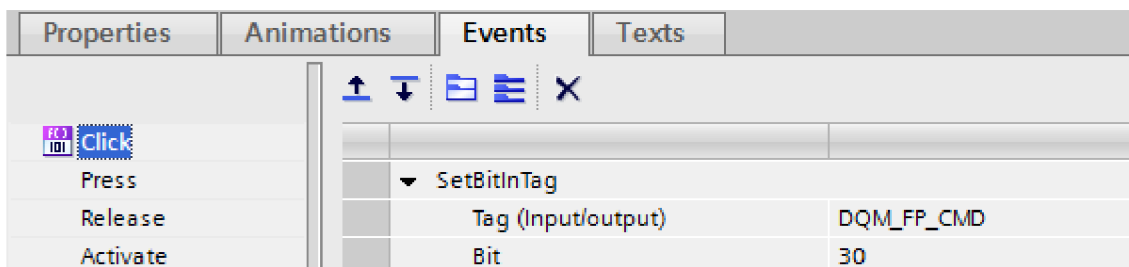 Properties Animations Events Texts
Click
Press
Release
Activate
SetBitInTag
Tag (Input/output) DQM_FP_CMD
Bit 30